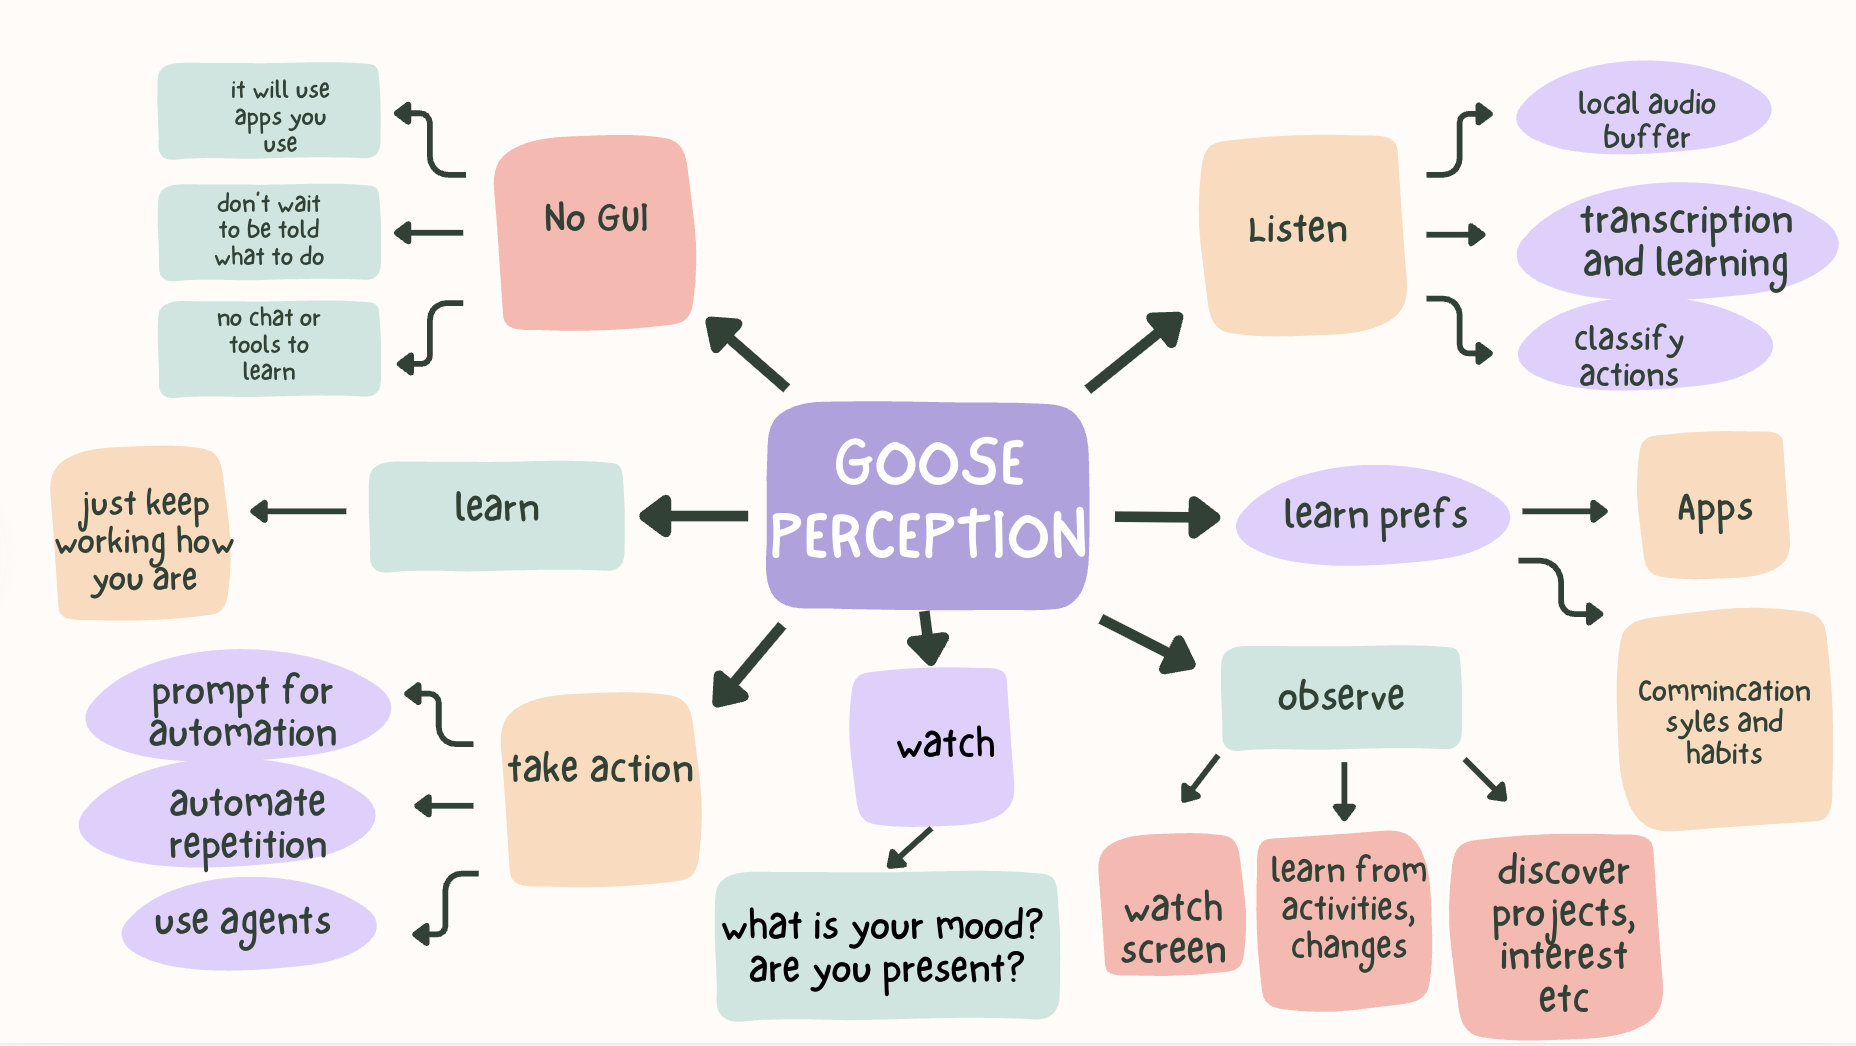 it will use
apps you
use
don't wait
to be told
what to do
no chat or
tools to
learn
No GUI
Listen
local audio
buffer
transcription
and learning
classify
actions
GOOSE
PERCEPTION
learn
just keep
working how
you are
learn prefs
Apps
Commincation
syles and
habits
take action
prompt for
automation
automate
repetition
use agents
watch
what is your mood?
are you present?
observe
watch
screen
learn from
activities,
changes
discover
projects,
interest
etc